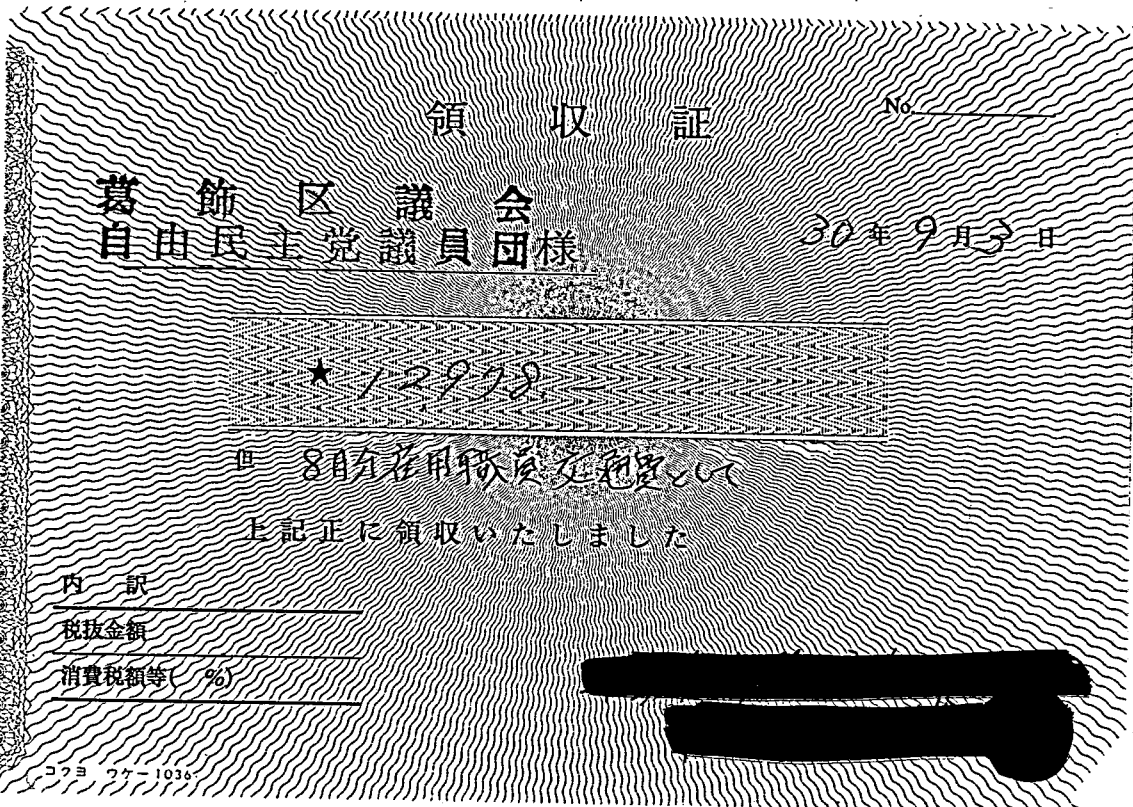 領収証
No.
葛飾区議会
自由民主党議員団様
30年9月3日
★ 12,978.-
但 8月分雇用職員交通費として
上記正に領収いたしました
内訳
税抜金額
消費税額等( %)
コクヨ ウケ-1036